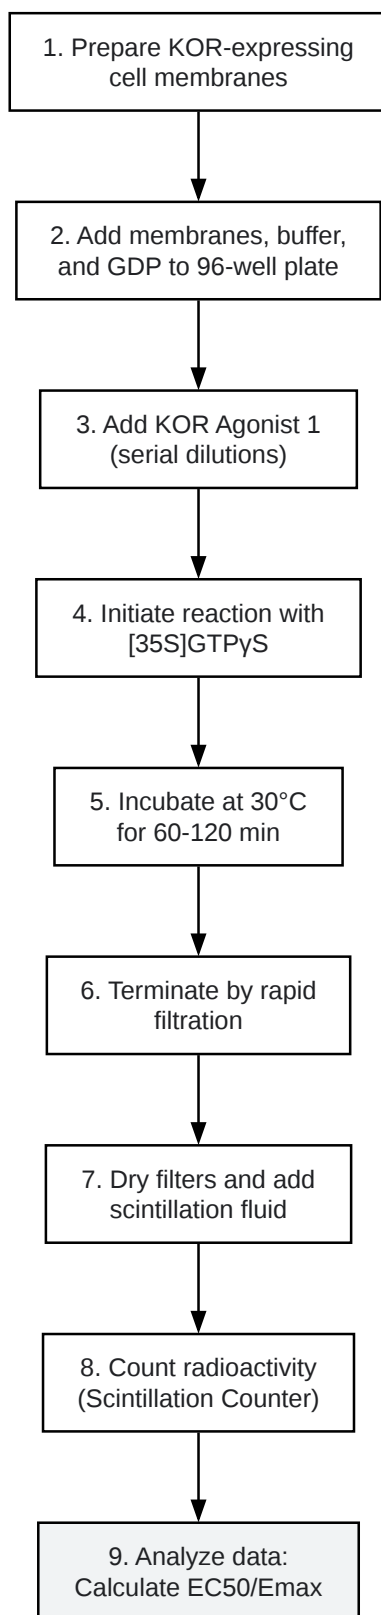 1. Prepare KOR-expressing
cell membranes
2. Add membranes, buffer,
and GDP to 96-well plate
3. Add KOR Agonist 1
(serial dilutions)
4. Initiate reaction with
[35S]GTPγS
5. Incubate at 30°C
for 60-120 min
6. Terminate by rapid
filtration
7. Dry filters and add
scintillation fluid
8. Count radioactivity
(Scintillation Counter)
9. Analyze data:
Calculate EC50/Emax